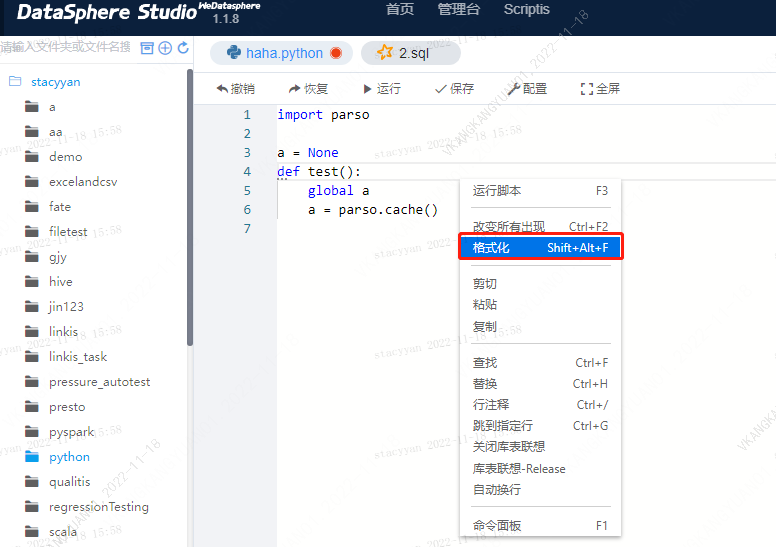 DataSphere Studio WeDatasphere 1.1.8
首页 管理台 Scriptis
请输入文件夹或文件名搜
haha.python 2.sql
撤销 恢复 运行 保存 配置 全屏
stacyyan
a
aa
demo
excelandcsv
fate
filetest
gjy
hive
jin123
linkis
linkis_task
pressure_autotest
presto
pyspark
python
qualitis
regressionTesting
scala
1 import parso
2
3 a = None
4 def test():
5 global a
6 a = parso.cache()
7
运行脚本 F3
改变所有出现 Ctrl+F2
格式化 Shift+Alt+F
剪切
粘贴
复制
查找 Ctrl+F
替换 Ctrl+H
行注释 Ctrl+/
跳到指定行 Ctrl+G
关闭库表联想
库表联想-Release
自动换行
命令面板 F1
stacyyan 2022-11-18 15:58
VKANGKANGYUAN01_2022-11-18